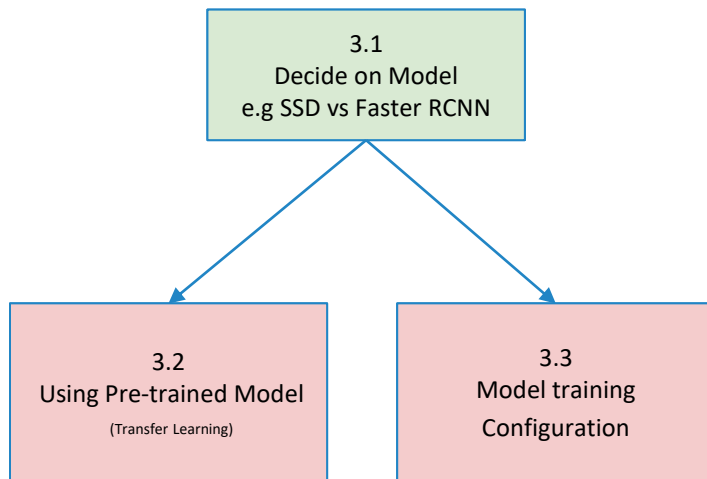 3.1
Decide on Model
e.g SSD vs Faster RCNN
3.2
Using Pre-trained Model
(Transfer Learning)
3.3
Model training
Configuration